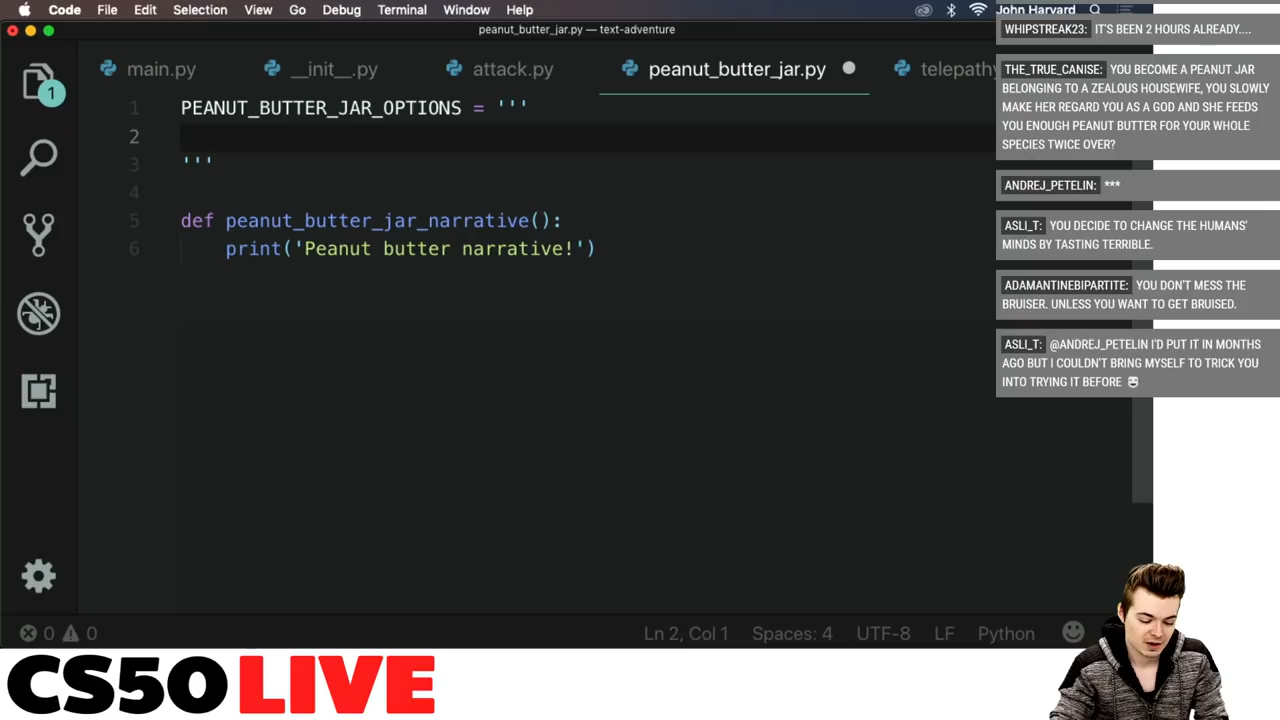 Code File Edit Selection View Go Debug Terminal Window Help
John Harvard
peanut_butter_jar.py — text-adventure
main.py __init__.py attack.py peanut_butter_jar.py telepathy
1
1 PEANUT_BUTTER_JAR_OPTIONS = '''
2
3 '''
4
5 def peanut_butter_jar_narrative():
6 print('Peanut butter narrative!')
WHIPSTREAK23: IT'S BEEN 2 HOURS ALREADY....
THE_TRUE_CANISE: YOU BECOME A PEANUT JAR
BELONGING TO A ZEALOUS HOUSEWIFE, YOU SLOWLY
MAKE HER REGARD YOU AS A GOD AND SHE FEEDS
YOU ENOUGH PEANUT BUTTER FOR YOUR WHOLE
SPECIES TWICE OVER?
ANDREJ_PETELIN: ***
ASLI_T: YOU DECIDE TO CHANGE THE HUMANS'
MINDS BY TASTING TERRIBLE.
ADAMANTINEBIPARTITE: YOU DON'T MESS THE
BRUISER. UNLESS YOU WANT TO GET BRUISED.
ASLI_T: @ANDREJ_PETELIN I'D PUT IT IN MONTHS
AGO BUT I COULDN'T BRING MYSELF TO TRICK YOU
INTO TRYING IT BEFORE
0 0 Ln 2, Col 1 Spaces: 4 UTF-8 LF Python
CS50 LIVE